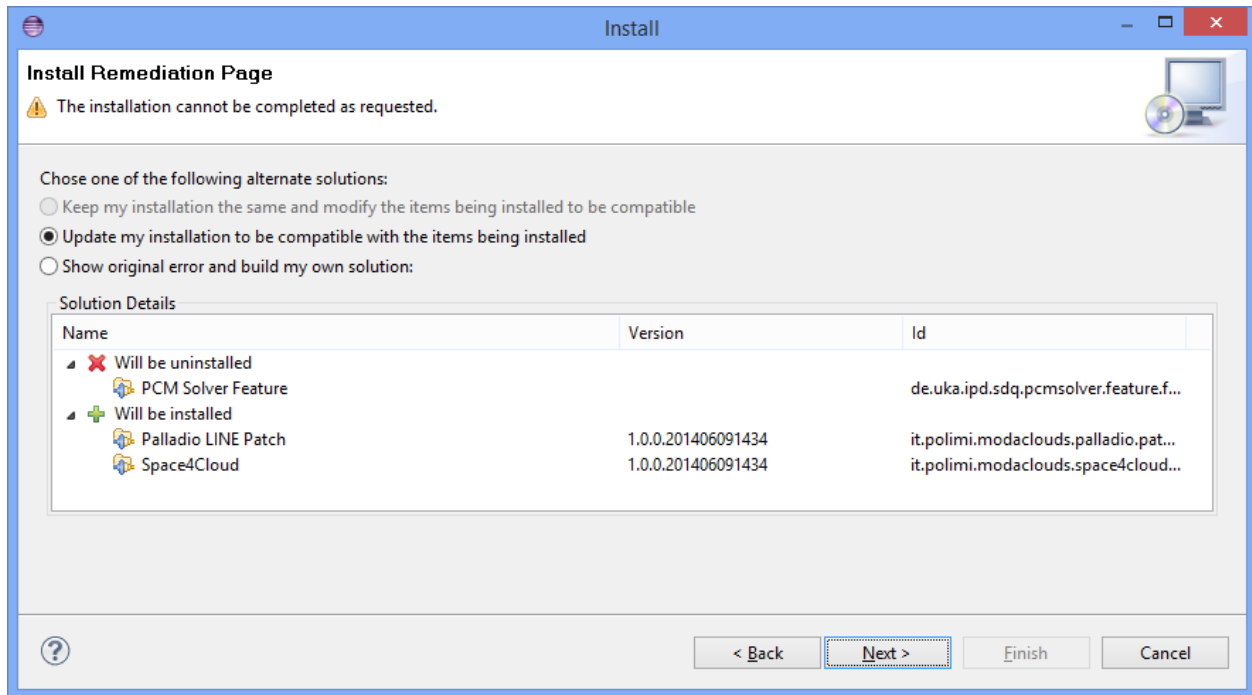 Install
Install Remediation Page
The installation cannot be completed as requested.
Chose one of the following alternate solutions:
Keep my installation the same and modify the items being installed to be compatible
Update my installation to be compatible with the items being installed
Show original error and build my own solution:
Solution Details
Name Version Id
Will be uninstalled
PCM Solver Feature de.uka.ipd.sdq.pcmsolver.feature.f...
Will be installed
Palladio LINE Patch 1.0.0.201406091434 it.polimi.modaclouds.palladio.pat...
Space4Cloud 1.0.0.201406091434 it.polimi.modaclouds.space4cloud...
? < Back Next > Finish Cancel